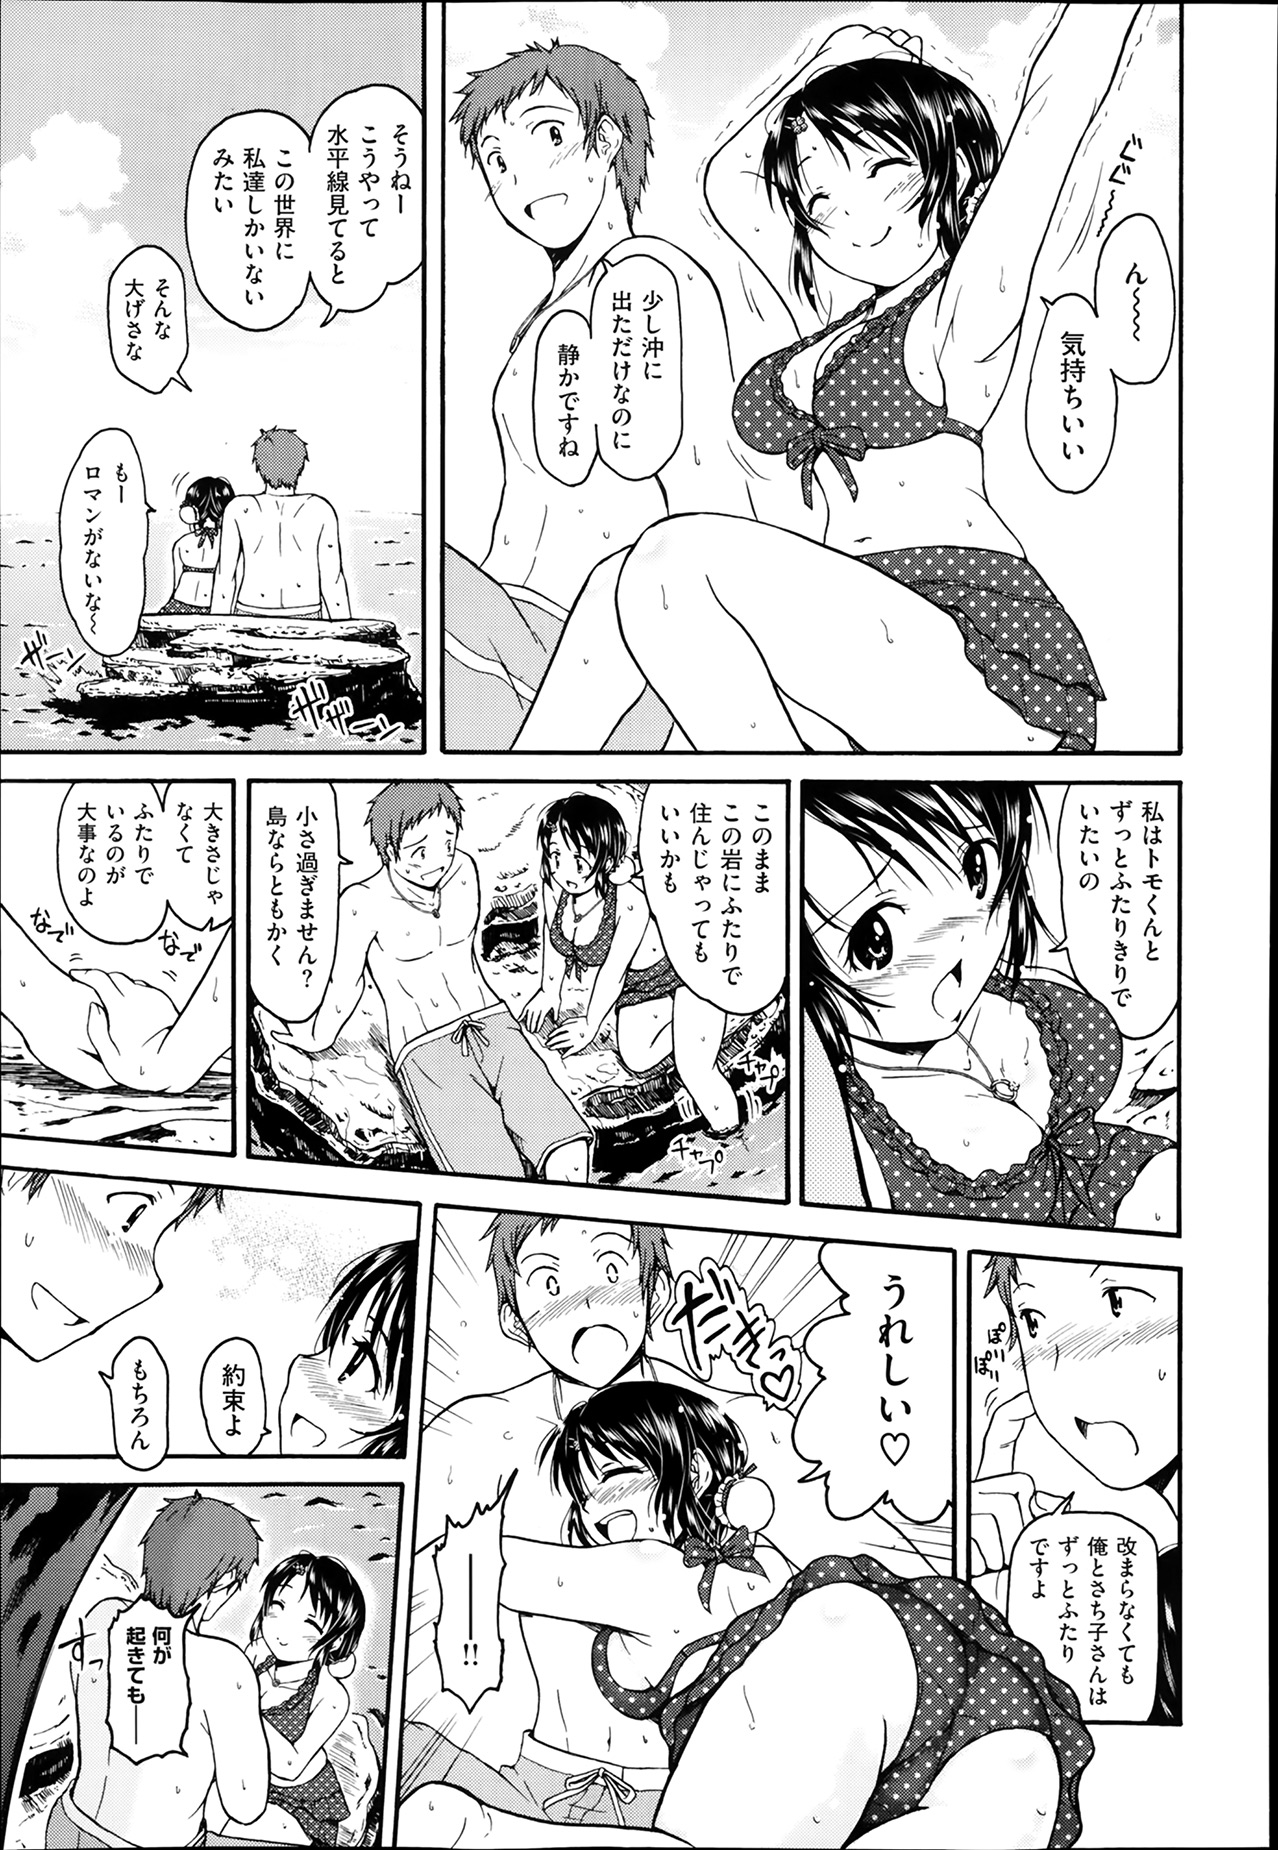 ん～～
気持ちいい
ぐぐぐ
少し沖に
出ただけなのに
静かですね
そうねー
こうやって
水平線見てると
この世界に
私達しかいない
みたい
そんな
大げさな
もー
ロマンがないな～
ザザーン
ザザーン
私はトモくんと
ずっとふたりきりで
いたいの
このまま
この岩にふたりで
住んじゃっても
いいかも
小さ過ぎません？
島ならともかく
チャプ
チャプ
大きさじゃ
なくて
ふたりで
いるのが
大事なのよ
なで
なで
ぽりぽり
改まらなくても
俺とさち子さんは
ずっとふたり
ですよ
うれしい♡
だきっ♡
――!!
約束よ
もちろん
何が
起きても――
すっ